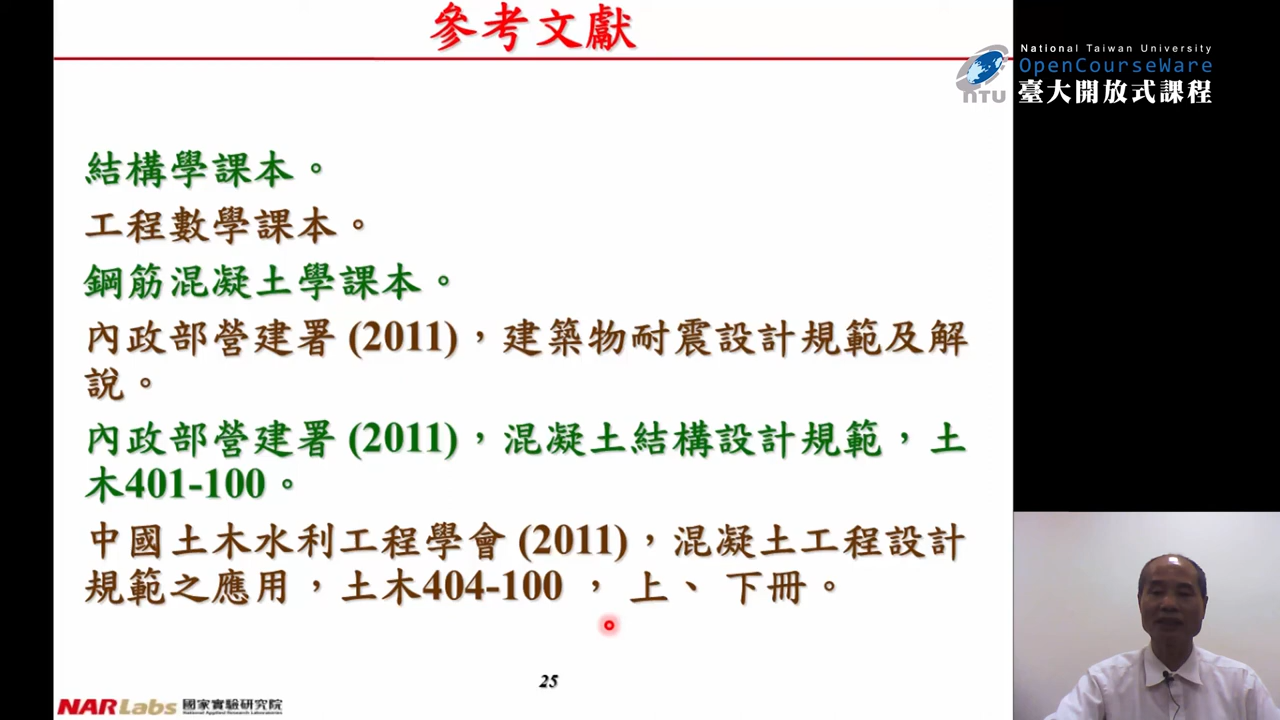 參考文獻
National Taiwan University
OpenCourseWare
臺大開放式課程
NTU
結構學課本。
工程數學課本。
鋼筋混凝土學課本。
內政部營建署 (2011)，建築物耐震設計規範及解
說。
內政部營建署 (2011)，混凝土結構設計規範，土
木401-100。
中國土木水利工程學會 (2011)，混凝土工程設計
規範之應用，土木404-100 ， 上、 下冊。
25
NARLabs 國家實驗研究院
National Applied Research Laboratories